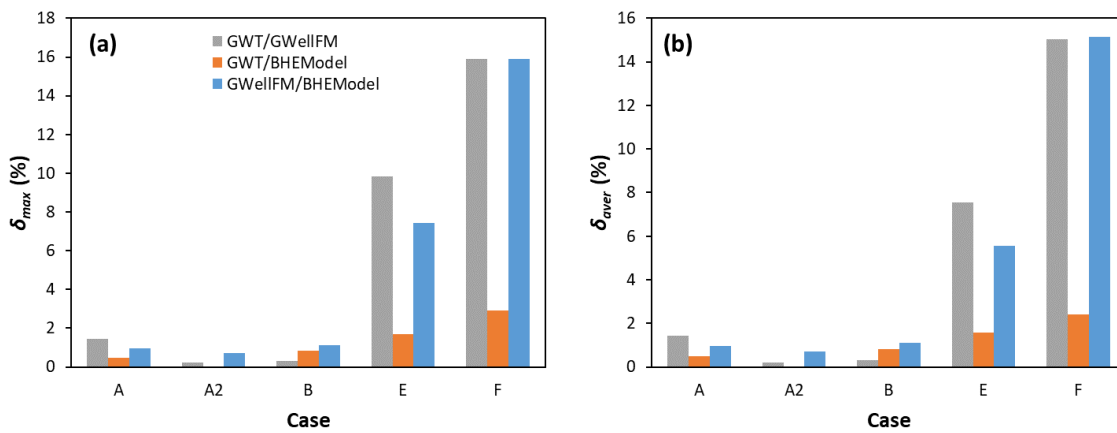 (a)
GWT/GWellFM
GWT/BHEModel
GWellFM/BHEModel
18
16
14
12
10
8
6
4
2
0
δmax (%)
A A2 B E F
Case
(b)
16
14
12
10
8
6
4
2
0
δaver (%)
A A2 B E F
Case